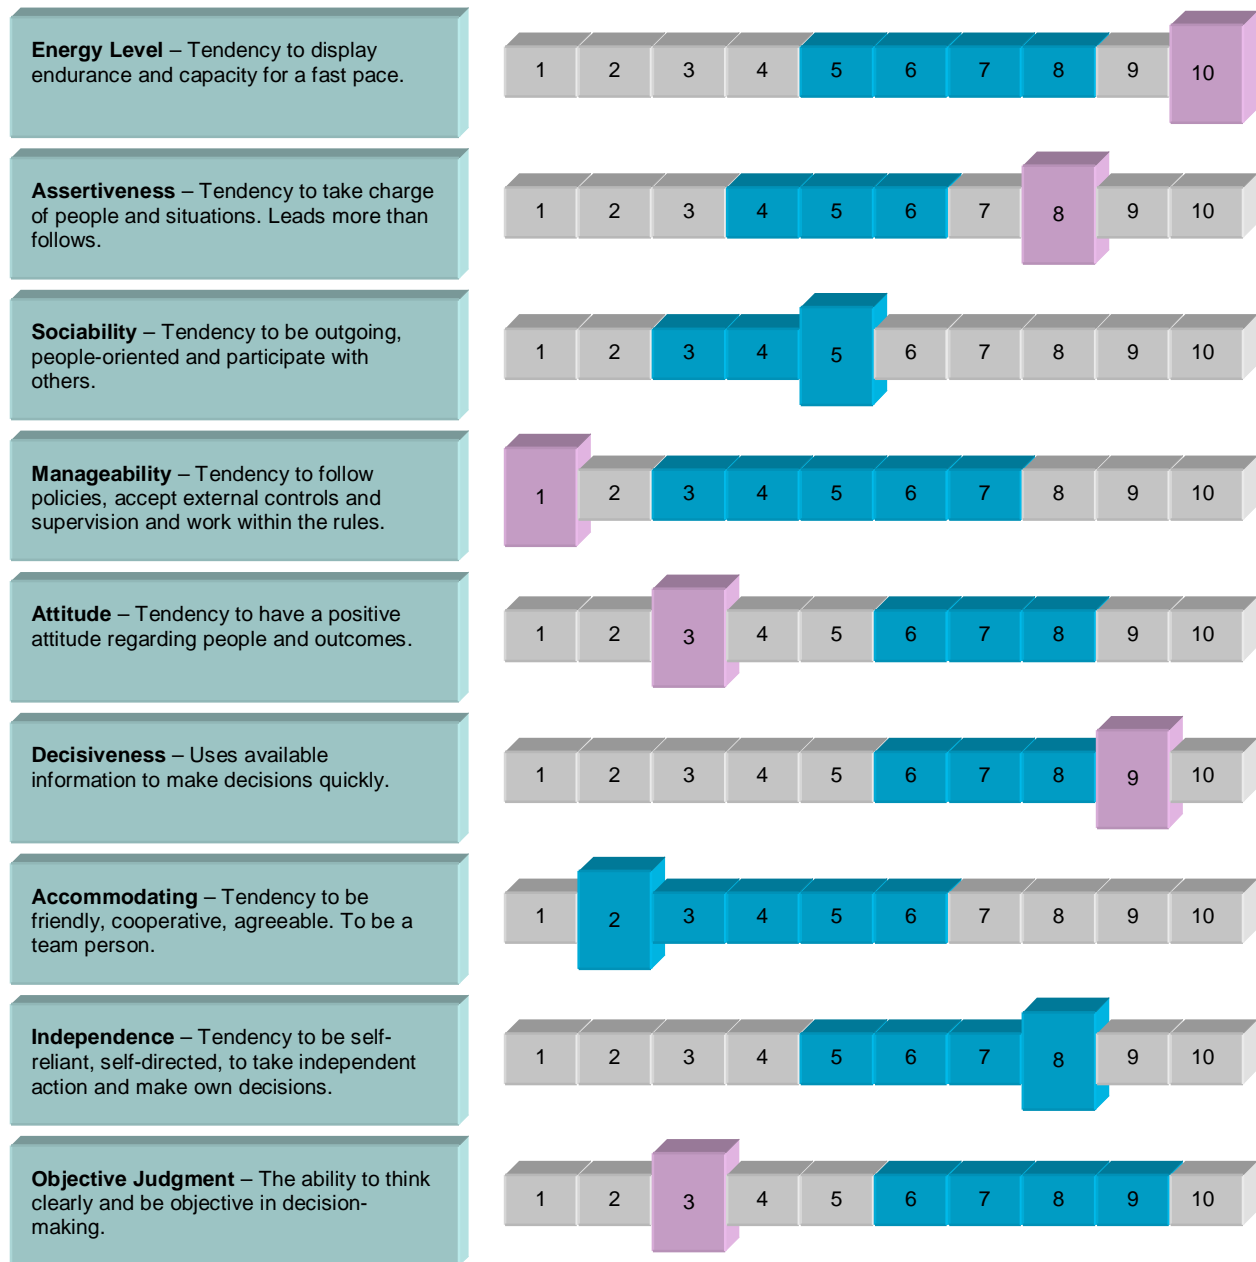 Energy Level – Tendency to display
endurance and capacity for a fast pace.
1 2 3 4 5 6 7 8 9 10
Assertiveness – Tendency to take charge
of people and situations. Leads more than
follows.
1 2 3 4 5 6 7 8 9 10
Sociability – Tendency to be outgoing,
people-oriented and participate with
others.
1 2 3 4 5 6 7 8 9 10
Manageability – Tendency to follow
policies, accept external controls and
supervision and work within the rules.
1 2 3 4 5 6 7 8 9 10
Attitude – Tendency to have a positive
attitude regarding people and outcomes.
1 2 3 4 5 6 7 8 9 10
Decisiveness – Uses available
information to make decisions quickly.
1 2 3 4 5 6 7 8 9 10
Accommodating – Tendency to be
friendly, cooperative, agreeable. To be a
team person.
1 2 3 4 5 6 7 8 9 10
Independence – Tendency to be self-
reliant, self-directed, to take independent
action and make own decisions.
1 2 3 4 5 6 7 8 9 10
Objective Judgment – The ability to think
clearly and be objective in decision-
making.
1 2 3 4 5 6 7 8 9 10